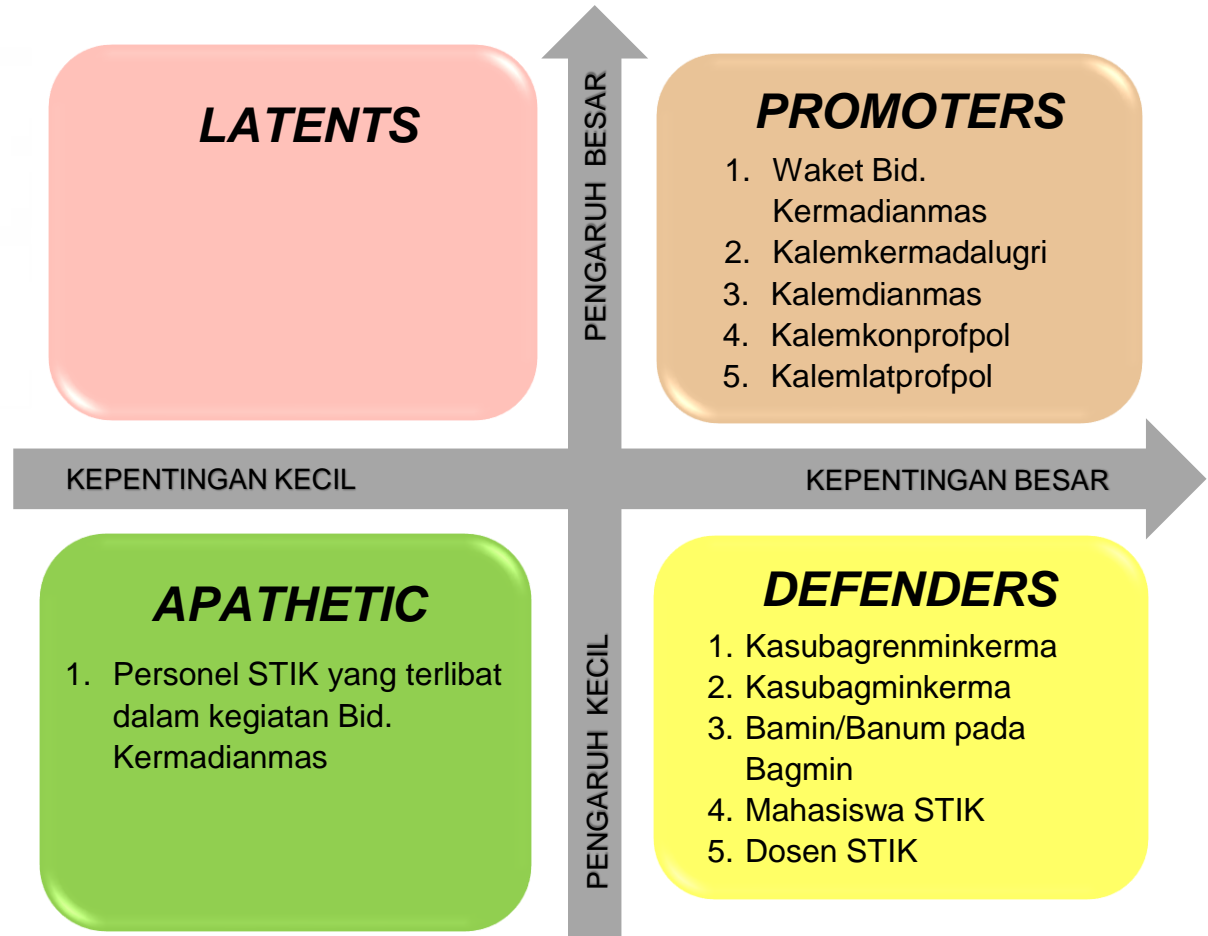 LATENTS
PENGARUH BESAR
PROMOTERS
1. Waket Bid.
Kermadianmas
2. Kalemkermadalugri
3. Kalemdianmas
4. Kalemkonprofpol
5. Kalemlatprofpol
KEPENTINGAN KECIL
KEPENTINGAN BESAR
APATHETIC
1. Personel STIK yang terlibat
dalam kegiatan Bid.
Kermadianmas
PENGARUH KECIL
DEFENDERS
1. Kasubagrenminkerma
2. Kasubagminkerma
3. Bamin/Banum pada
Bagmin
4. Mahasiswa STIK
5. Dosen STIK